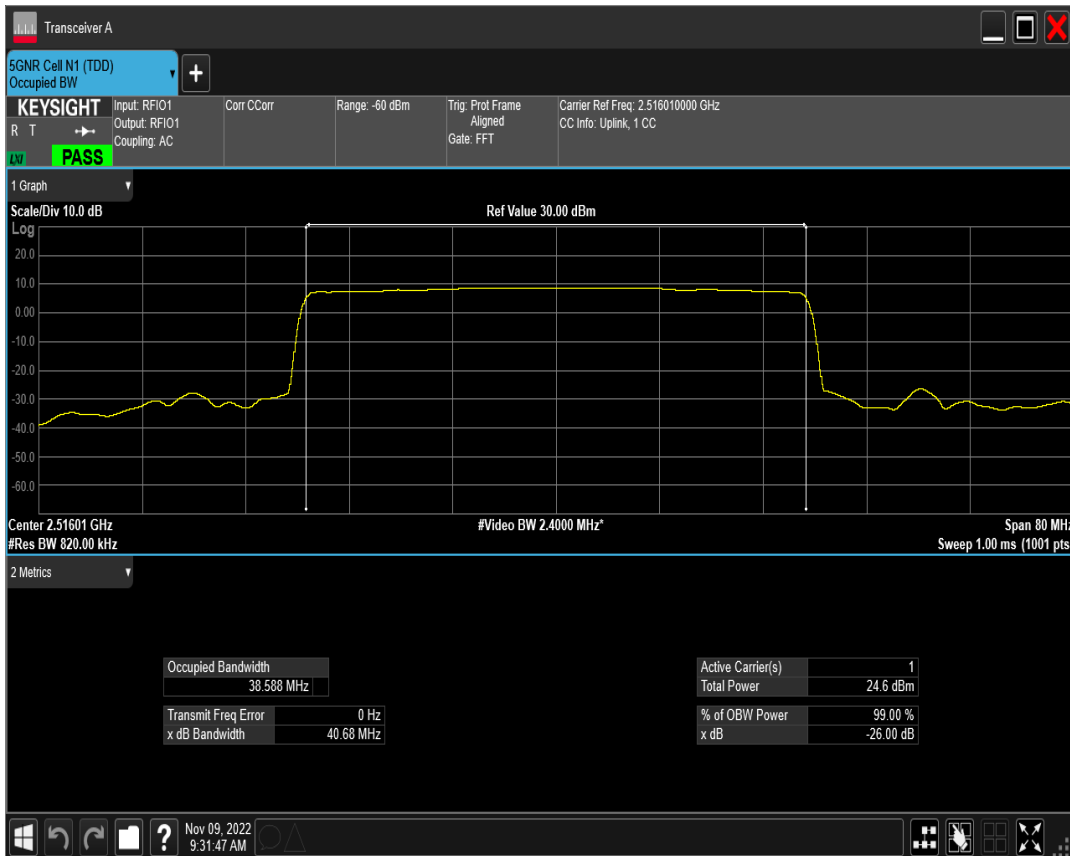 Transceiver A
5GNR Cell N1 (TDD)
Occupied BW
+
KEYSIGHT
R T
LXI
PASS
Input: RFIO1
Output: RFIO1
Coupling: AC
Corr CCorr
Range: -60 dBm
Trig: Prot Frame
Aligned
Gate: FFT
Carrier Ref Freq: 2.516010000 GHz
CC Info: Uplink, 1 CC
1 Graph
Scale/Div 10.0 dB
Ref Value 30.00 dBm
Log
20.0
10.0
0.00
-10.0
-20.0
-30.0
-40.0
-50.0
-60.0
Center 2.51601 GHz
#Video BW 2.4000 MHz*
Span 80 MHz
#Res BW 820.00 kHz
Sweep 1.00 ms (1001 pts
2 Metrics
Occupied Bandwidth
38.588 MHz
Transmit Freq Error 0 Hz
x dB Bandwidth 40.68 MHz
Active Carrier(s) 1
Total Power 24.6 dBm
% of OBW Power 99.00 %
x dB -26.00 dB
?
Nov 09, 2022
9:31:47 AM